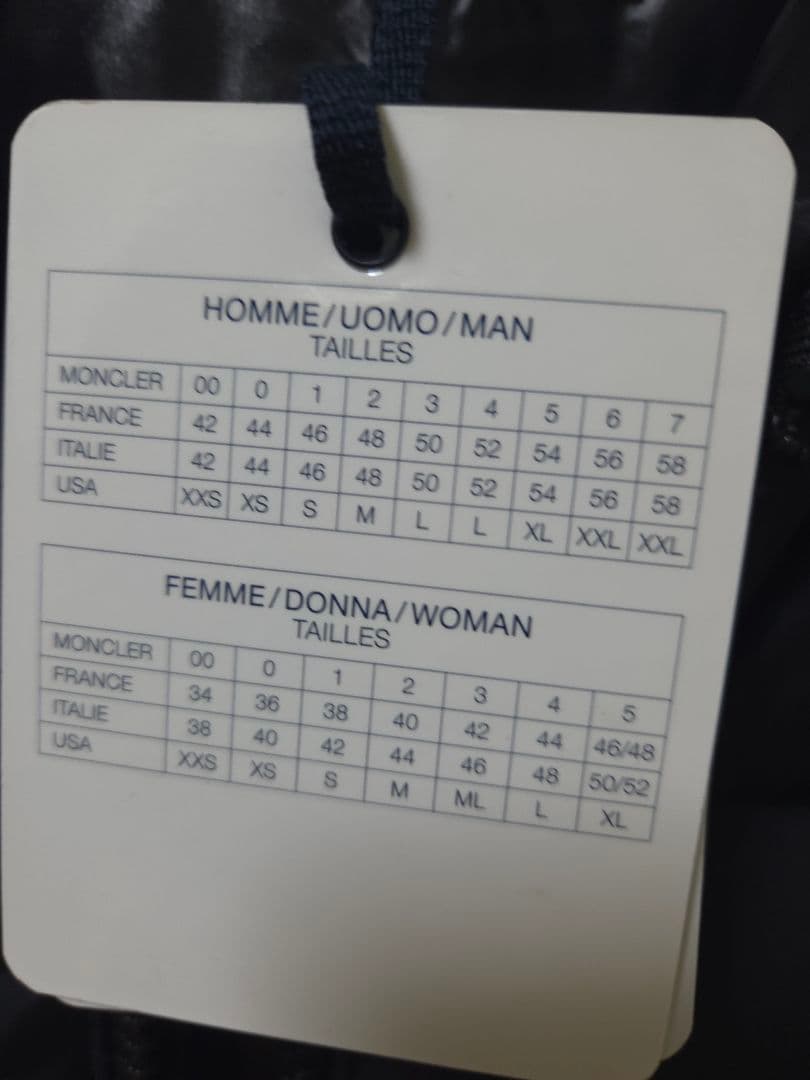 HOMME/UOMO/MAN
TAILLES
MONCLER 00 0 1 2 3 4 5 6 7
FRANCE 42 44 46 48 50 52 54 56 58
ITALIE 42 44 46 48 50 52 54 56 58
USA XXS XS S M L L XL XXL XXL
FEMME/DONNA/WOMAN
TAILLES
MONCLER 00 0 1 2 3 4 5
FRANCE 34 36 38 40 42 44 46/48
ITALIE 38 40 42 44 46 48 50/52
USA XXS XS S M ML L XL